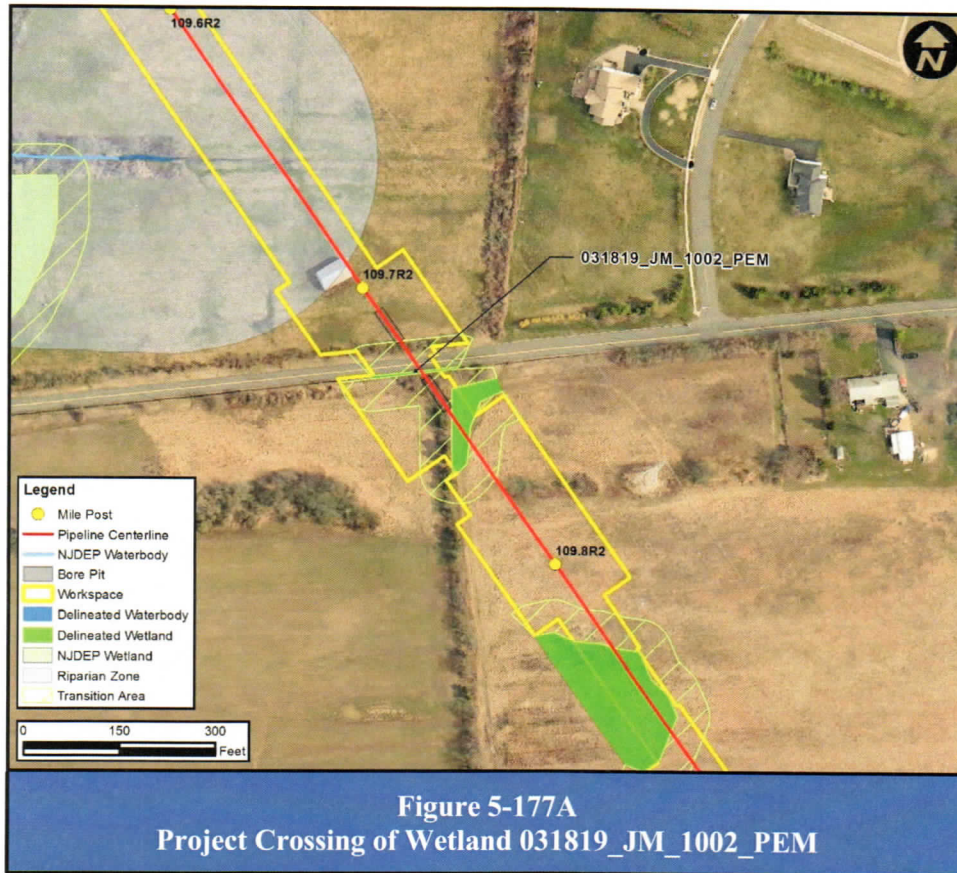 109.6R2
N
031819_JM_1002_PEM
109.7R2
109.8R2
Legend
Mile Post
Pipeline Centerline
NJDEP Waterbody
Bore Pit
Workspace
Delineated Waterbody
Delineated Wetland
NJDEP Wetland
Riparian Zone
Transition Area
0 150 300
Feet
Figure 5-177A
Project Crossing of Wetland 031819_JM_1002_PEM